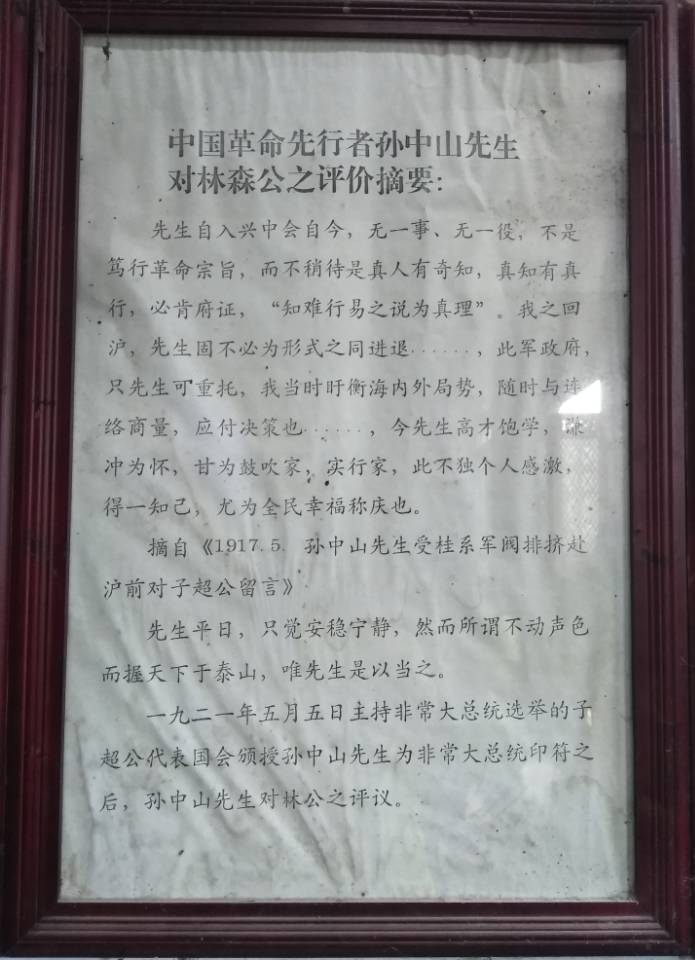 中国革命先行者孙中山先生
对林森公之评价摘要:
先生自入兴中会自今，无一事、无一役，不是
笃行革命宗旨，而不稍待是真人有奇知，真知有真
行，必肯府证，“知难行易之说为真理”。我之回
沪，先生固不必为形式之同进退······，此军政府，
只先生可重托，我当时盱衡海内外局势，随时与连
络商量，应付决策也······，今先生高才饱学，谦
冲为怀，甘为鼓吹家，实行家，此不独个人感激，
得一知己，尤为全民幸福称庆也。
摘自《1917.5. 孙中山先生受桂系军阀排挤赴
沪前对子超公留言》
先生平日，只觉安稳宁静，然而所谓不动声色
而握天下于泰山，唯先生是以当之。
一九二一年五月五日主持非常大总统选举的子
超公代表国会颁授孙中山先生为非常大总统印符之
后，孙中山先生对林公之评议。